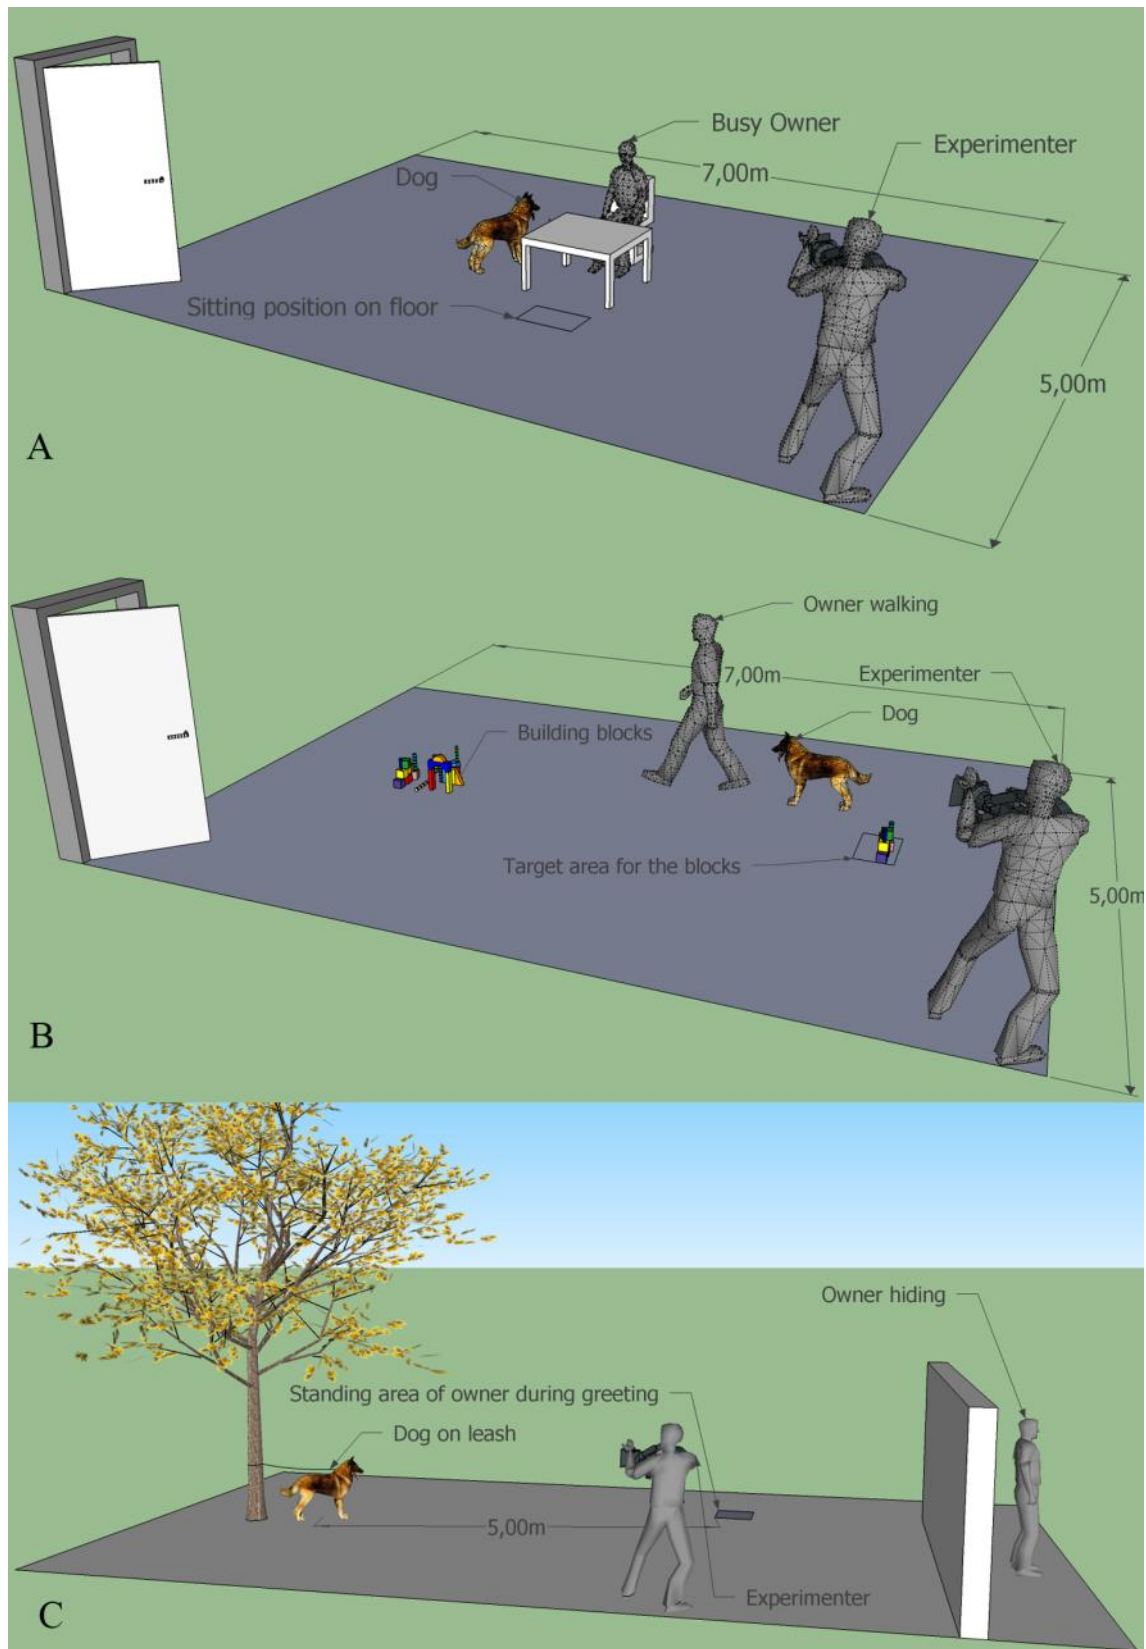 Busy Owner
Experimenter
Dog
7,00m
Sitting position on floor
5,00m
A
Owner walking
Experimenter
7,00m
Dog
Building blocks
Target area for the blocks
5,00m
B
Owner hiding
Standing area of owner during greeting
Dog on leash
5,00m
Experimenter
C